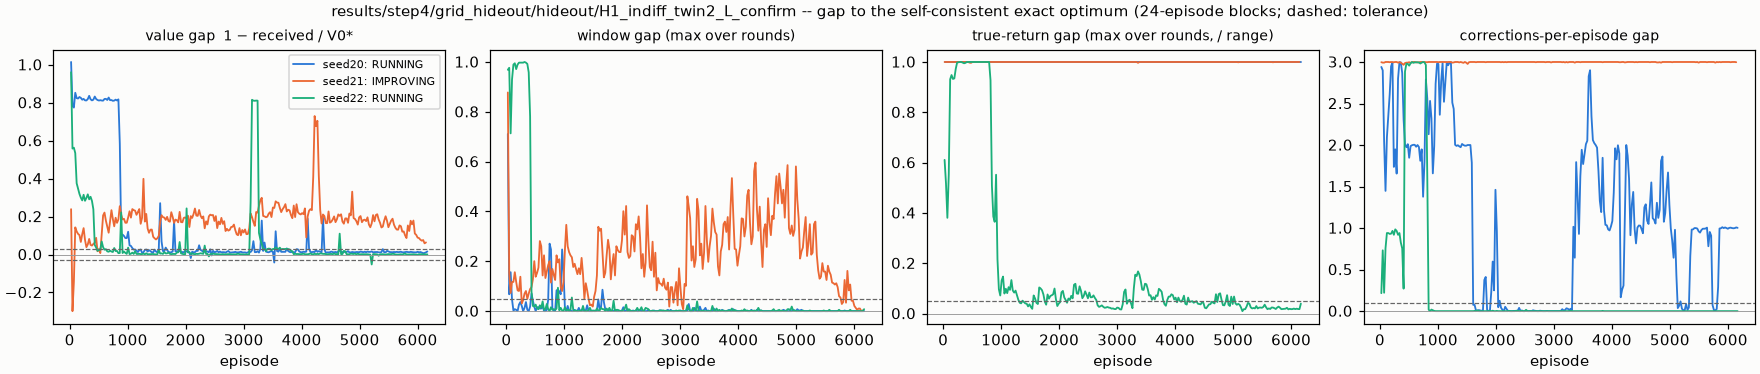 results/step4/grid_hideout/hideout/H1_indiff_twin2_L_confirm -- gap to the self-consistent exact optimum (24-episode blocks; dashed: tolerance)
value gap 1 − received / V0*
1.0
0.8
0.6
0.4
0.2
0.0
−0.2
seed20: RUNNING
seed21: IMPROVING
seed22: RUNNING
0 1000 2000 3000 4000 5000 6000
episode
window gap (max over rounds)
1.0
0.8
0.6
0.4
0.2
0.0
0 1000 2000 3000 4000 5000 6000
episode
true-return gap (max over rounds, / range)
1.0
0.8
0.6
0.4
0.2
0.0
0 1000 2000 3000 4000 5000 6000
episode
corrections-per-episode gap
3.0
2.5
2.0
1.5
1.0
0.5
0.0
0 1000 2000 3000 4000 5000 6000
episode